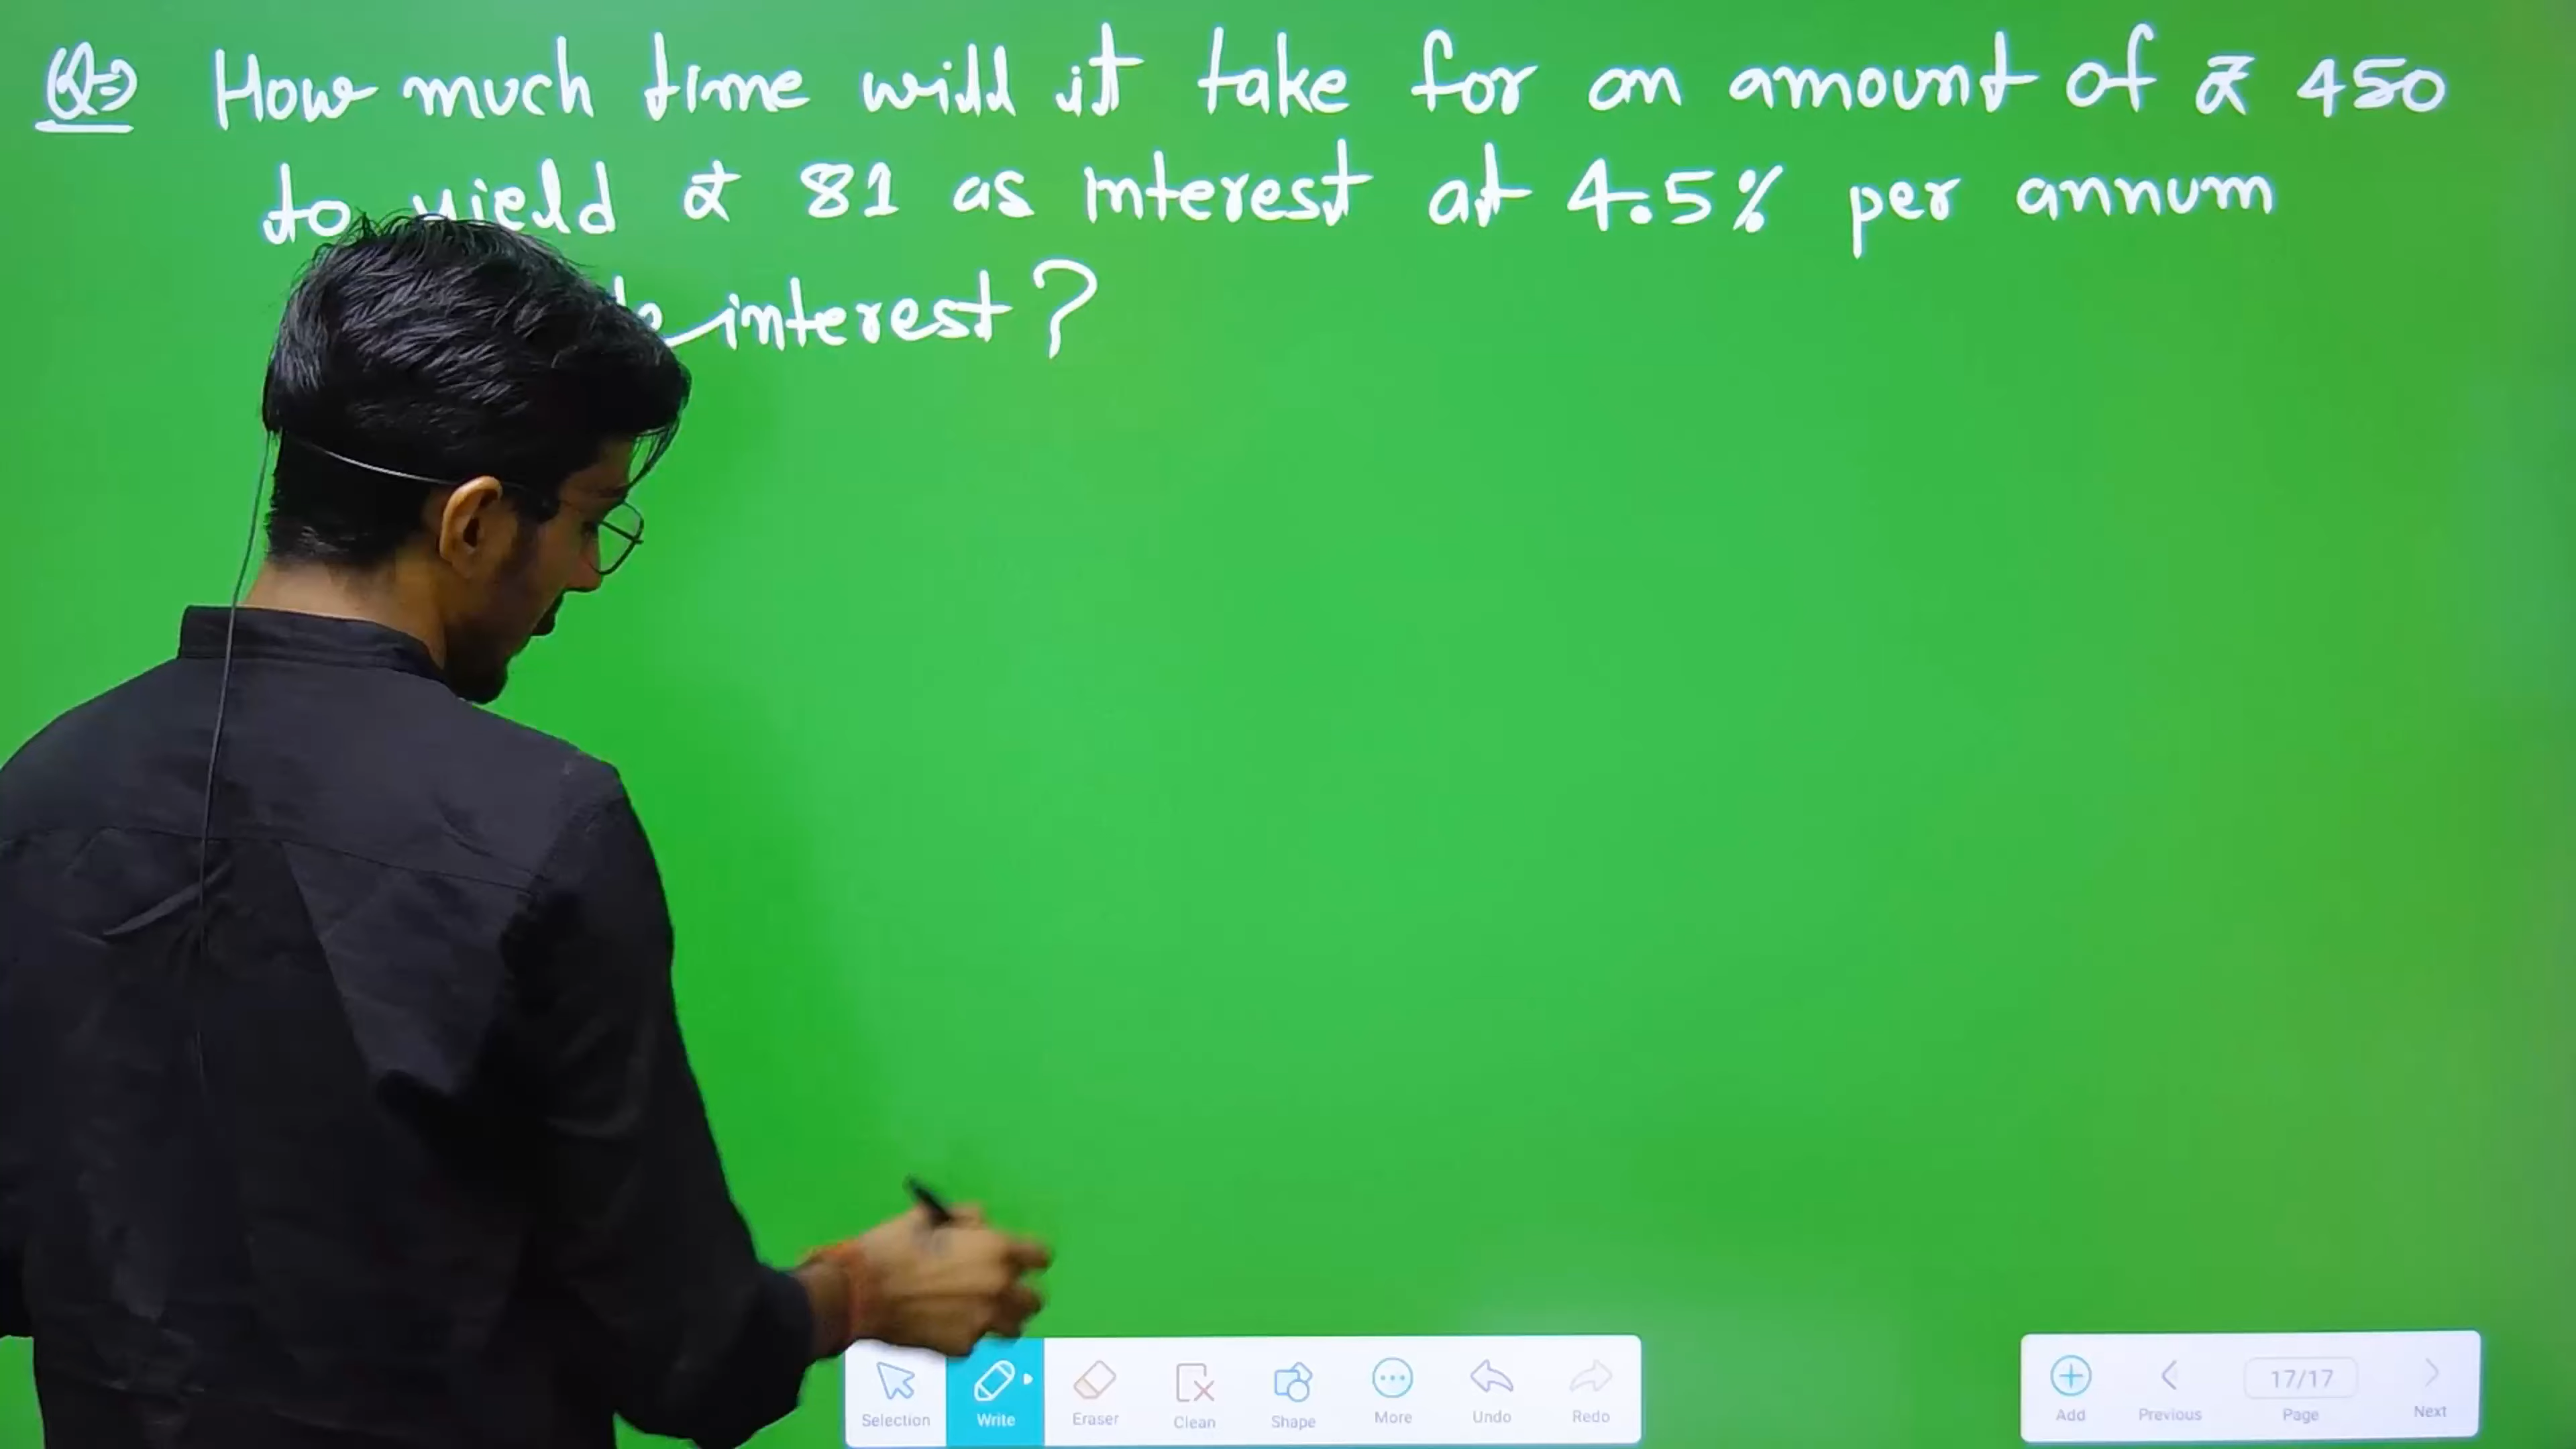 Q→ How much time will it take for an amount of ₹ 450
to yield ₹ 81 as interest at 4.5% per annum
interest?
Selection Write Eraser Clean Shape More Undo Redo
Add Previous 17/17 Page Next